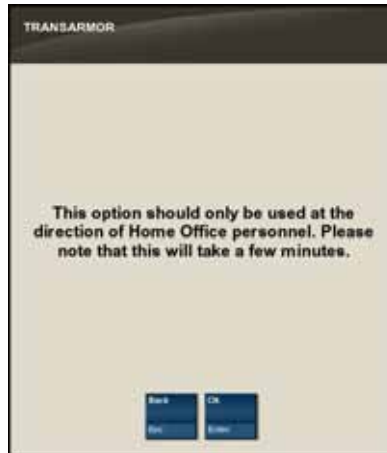 TRANSARMOR
This option should only be used at the
direction of Home Office personnel. Please
note that this will take a few minutes.
Back Ok
Esc Enter